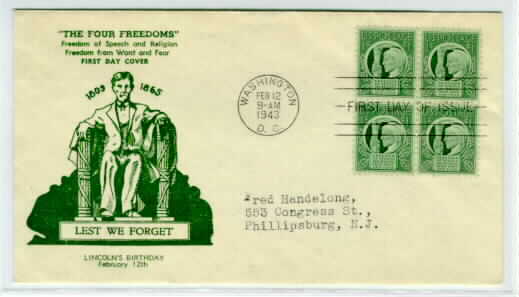 "THE FOUR FREEDOMS"
Freedom of Speech and Religion
Freedom from Want and Fear
FIRST DAY COVER
1809 1865
LEST WE FORGET
LINCOLN'S BIRTHDAY
February 12th
WASHINGTON
FEB 12
9-AM
1943
D. C.
FIRST DAY OF ISSUE
Fred Handelong,
553 Congress St.,
Phillipsburg, N.J.